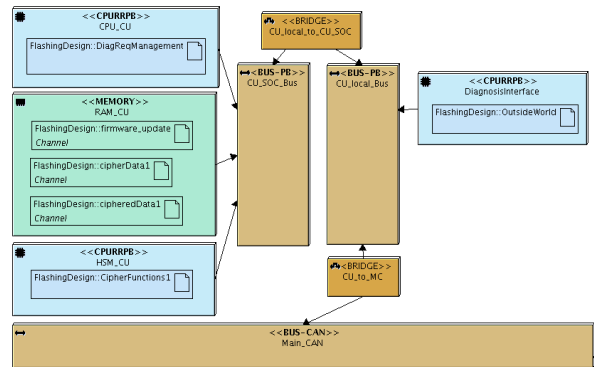 <<CPURRPB>>
CPU_CU
FlashingDesign::DiagReqManagement
<<MEMORY>>
RAM_CU
FlashingDesign::firmware_update
Channel
FlashingDesign::cipherData1
Channel
FlashingDesign::cipheredData1
Channel
<<CPURRPB>>
HSM_CU
FlashingDesign::CipherFunctions1
<<BRIDGE>>
CU_local_to_CU_SOC
<<BUS-PB>>
CU_SOC_Bus
<<BUS-PB>>
CU_local_Bus
<<CPURRPB>>
DiagnosisInterface
FlashingDesign::OutsideWorld
<<BRIDGE>>
CU_to_MC
<<BUS-CAN>>
Main_CAN